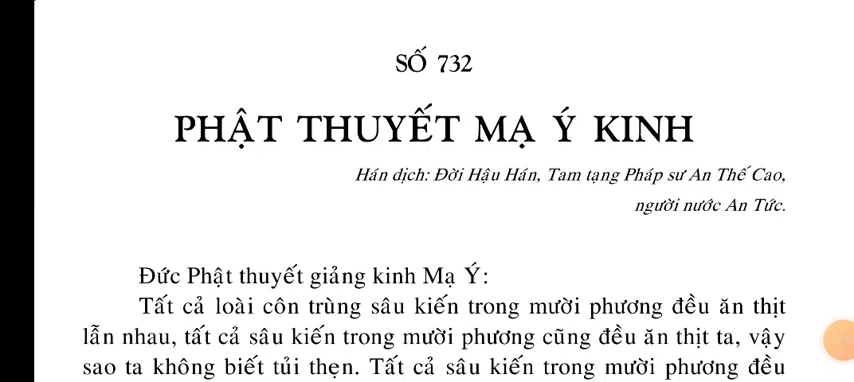 SỐ 732
PHẬT THUYẾT MẠ Ý KINH
Hán dịch: Đời Hậu Hán, Tam tạng Pháp sư An Thế Cao,
người nước An Tức.
Đức Phật thuyết giảng kinh Mạ Ý:
Tất cả loài côn trùng sâu kiến trong mười phương đều ăn thịt
lẫn nhau, tất cả sâu kiến trong mười phương cũng đều ăn thịt ta, vậy
sao ta không biết tủi thẹn. Tất cả sâu kiến trong mười phương đều